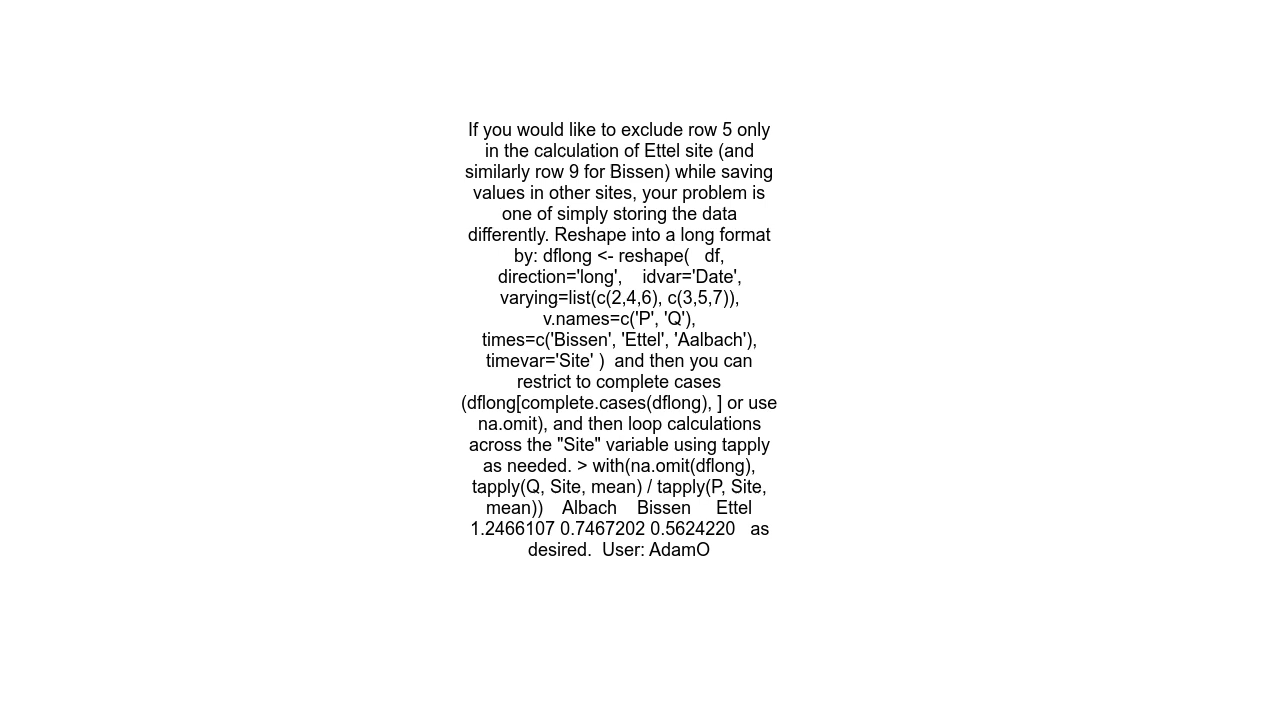 If you would like to exclude row 5 only
in the calculation of Ettel site (and
similarly row 9 for Bissen) while saving
values in other sites, your problem is
one of simply storing the data
differently. Reshape into a long format
by: dflong <- reshape(   df,
direction='long',    idvar='Date',
varying=list(c(2,4,6), c(3,5,7)),
v.names=c('P', 'Q'),
times=c('Bissen', 'Ettel', 'Aalbach'),
timevar='Site' )  and then you can
restrict to complete cases
(dflong[complete.cases(dflong), ] or use
na.omit), and then loop calculations
across the "Site" variable using tapply
as needed. > with(na.omit(dflong),
tapply(Q, Site, mean) / tapply(P, Site,
mean))    Albach    Bissen     Ettel
1.2466107 0.7467202 0.5624220   as
desired.  User: AdamO